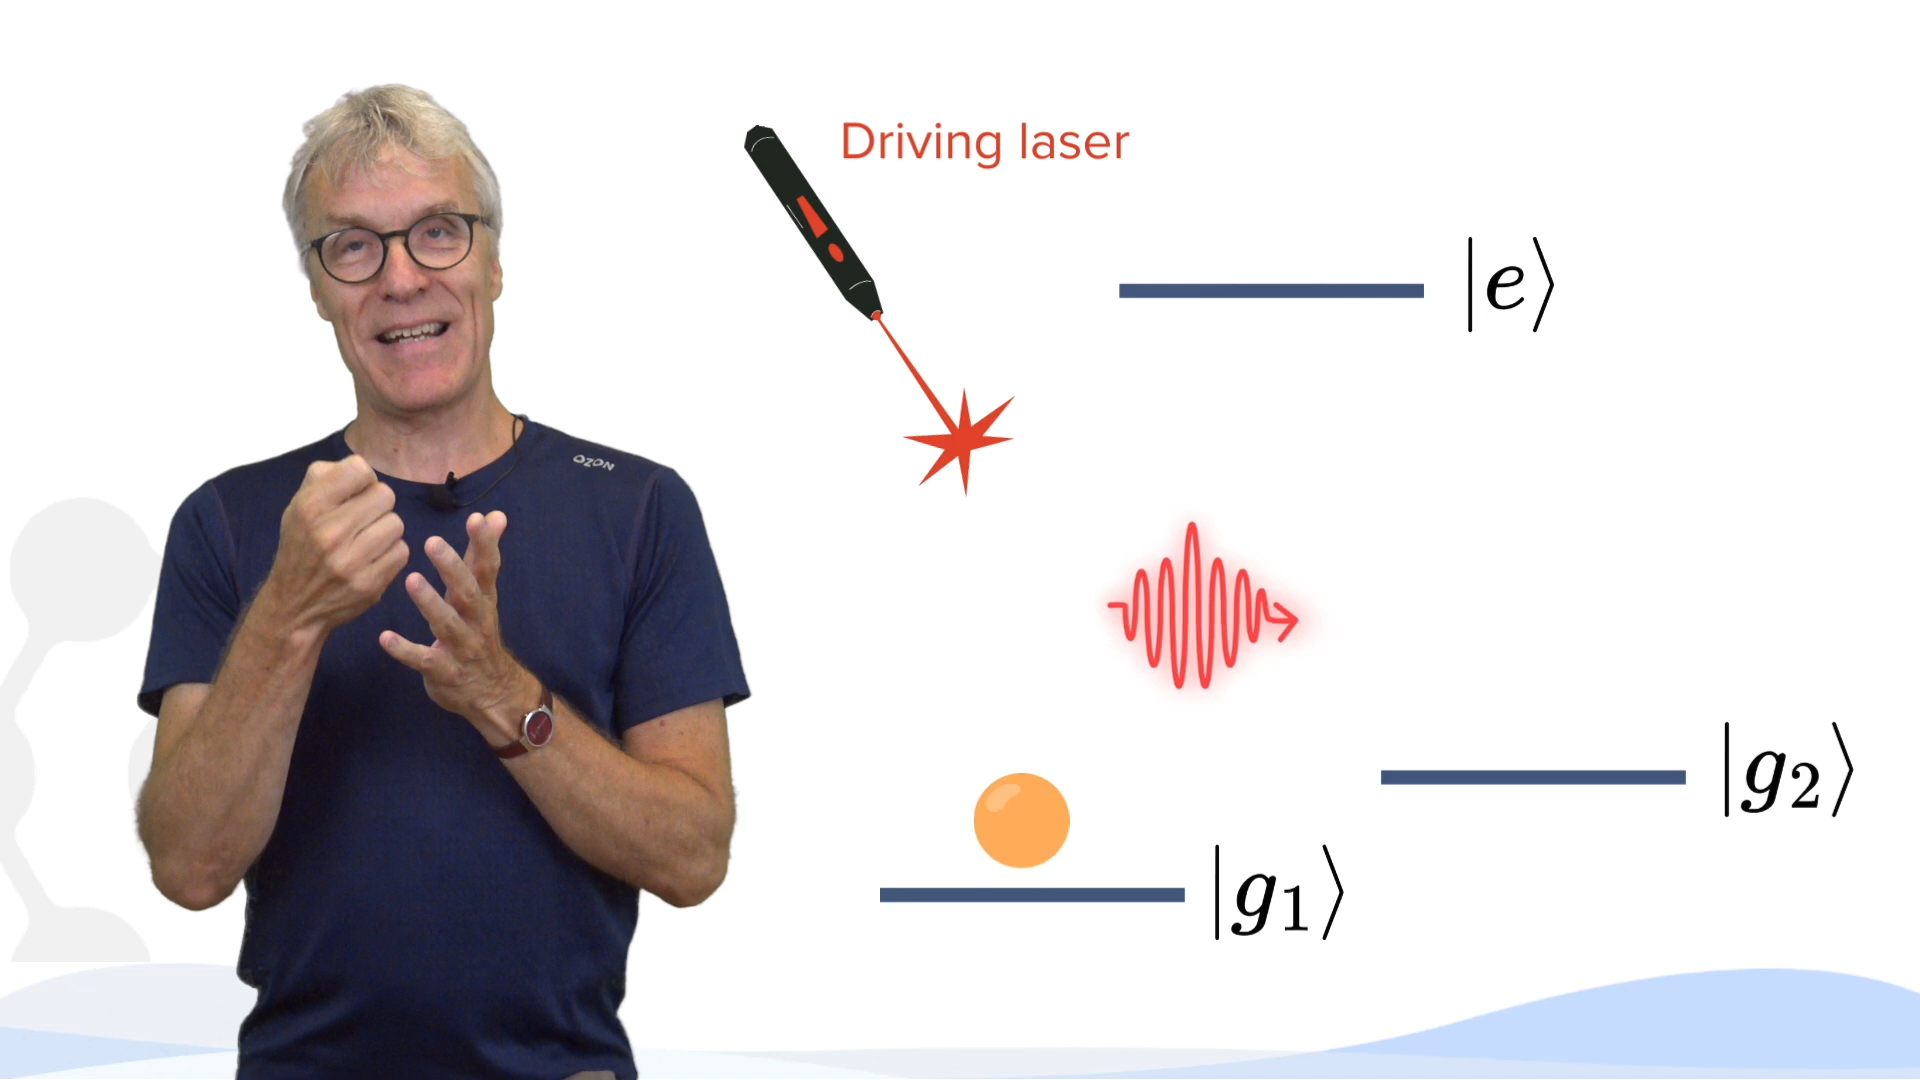 Driving laser
|e⟩
OZON
|g₂⟩
|g₁⟩